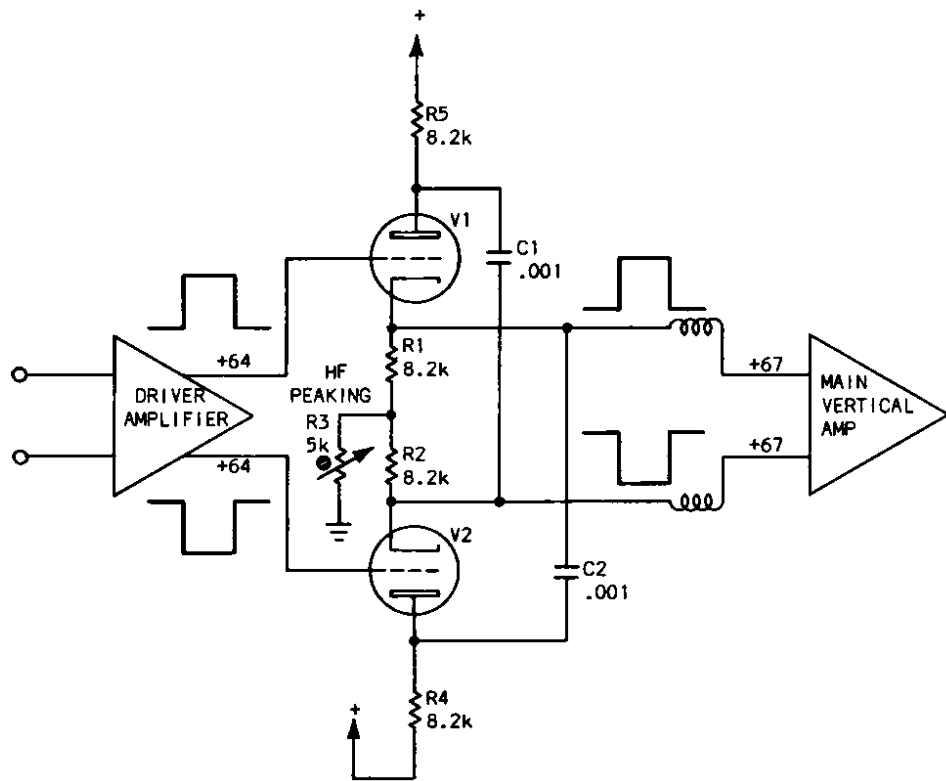 +
R5
8.2k
V1
C1
.001
+64
R1
8.2k
HF
PEAKING
DRIVER
AMPLIFIER
R3
5k
+67
MAIN
VERTICAL
AMP
R2
8.2k
+64
+67
V2
C2
.001
R4
8.2k
+